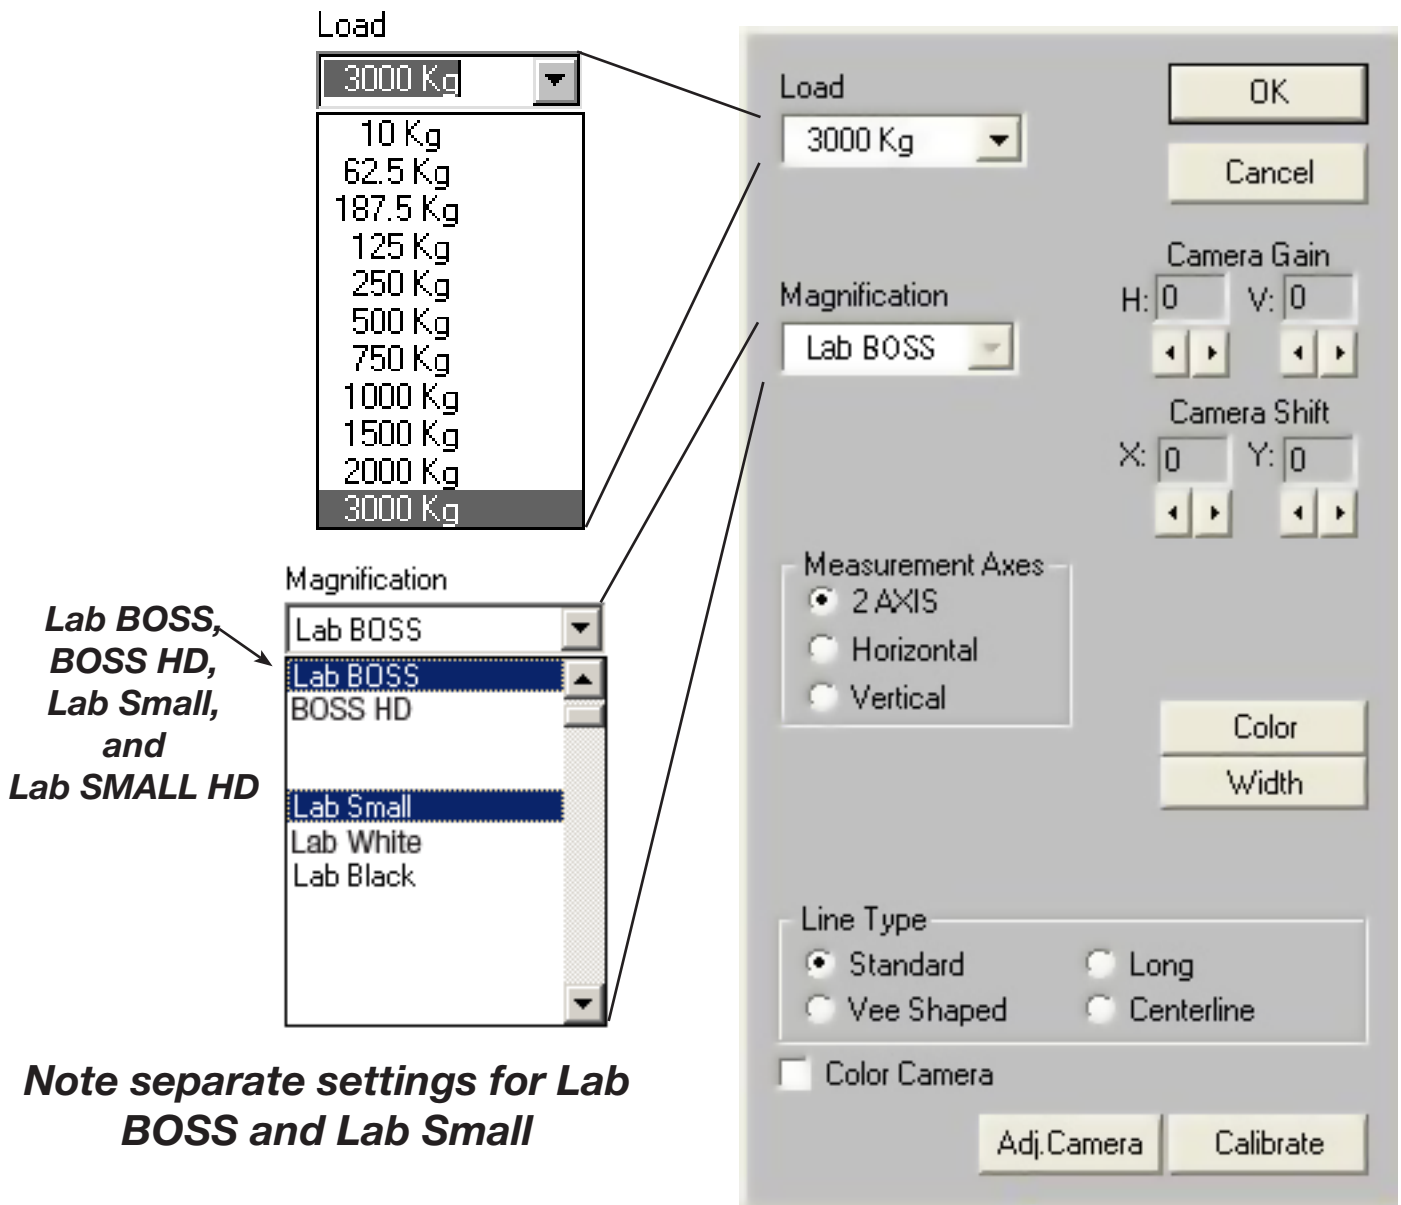 Load
3000 Kg
10 Kg
62.5 Kg
187.5 Kg
125 Kg
250 Kg
500 Kg
750 Kg
1000 Kg
1500 Kg
2000 Kg
3000 Kg
Magnification
Lab BOSS
Lab BOSS
BOSS HD
Lab Small
Lab White
Lab Black
Lab BOSS,
BOSS HD,
Lab Small,
and
Lab SMALL HD
Note separate settings for Lab
BOSS and Lab Small
Load
3000 Kg
OK
Cancel
Magnification
Lab BOSS
Camera Gain
H: 0 V: 0
Camera Shift
X: 0 Y: 0
Measurement Axes
2 AXIS
Horizontal
Vertical
Color
Width
Line Type
Standard Long
Vee Shaped Centerline
Color Camera
Adj.Camera Calibrate